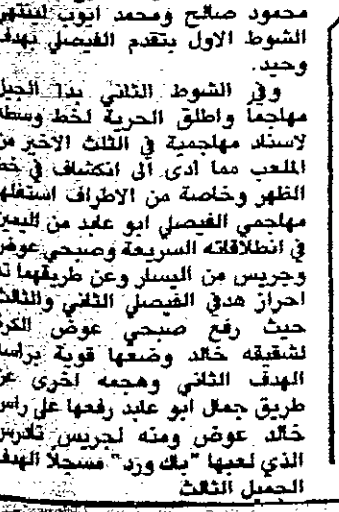 محمود صالح ومحمد ايوب لينتهي
الشوط الاول بتقدم الفيصلي بهدف
وحيد.
وفي الشوط الثاني بدا الجيل
مهاجماً واطلق الحرية لخط وسطه
لاسناد مهاجميه في الثلث الاخير من
الملعب مما ادى الى انكشاف في خط
الظهر وخاصة من الاطراف استغلها
مهاجمي الفيصلي ابو عابد من اليمين
في انطلاقاته السريعة وصبحي عوض
وجريس من اليسار وعن طريقهما تم
احراز هدفي الفيصلي الثاني والثالث
حيث رفع صبحي عوض الكرة
لشقيقه خالد وضعها قوية براسه
الهدف الثاني وهجمه اخرى عن
طريق جمال ابو عابد رفعها على راس
خالد عوض ومنه لجريس تادرس
الذي لعبها "باك ورد" مسجلا الهدف
الجميل الثالث